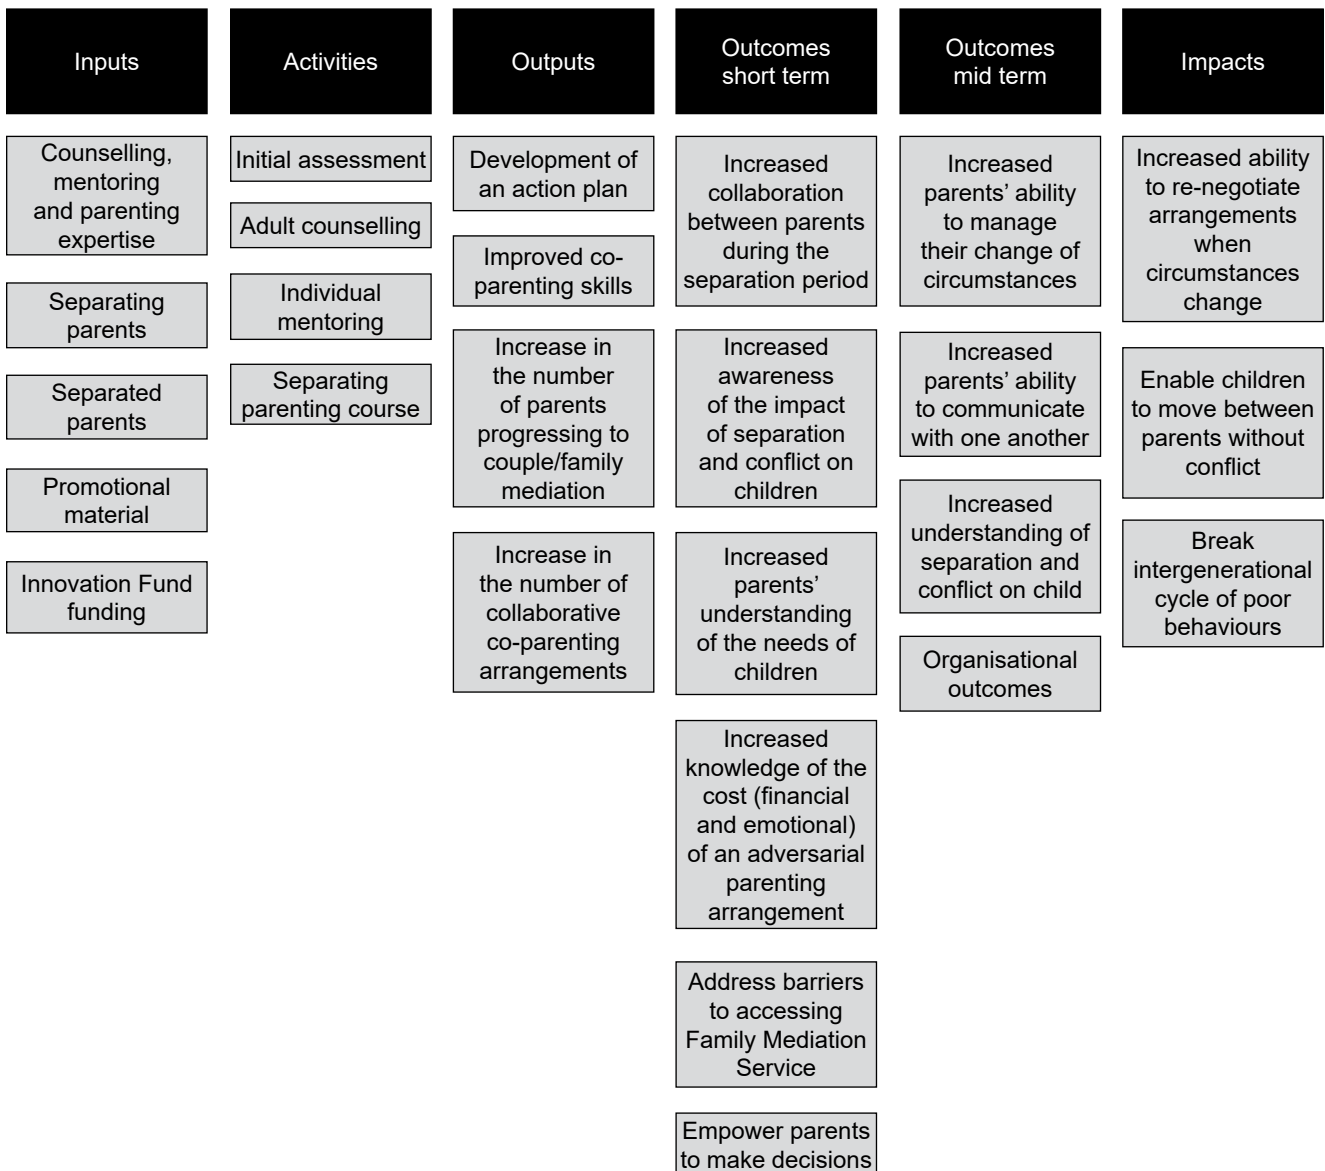 Inputs
Activities
Outputs
Outcomes
short term
Outcomes
mid term
Impacts
Counselling,
mentoring
and parenting
expertise
Separating
parents
Separated
parents
Promotional
material
Innovation Fund
funding
Initial assessment
Adult counselling
Individual
mentoring
Separating
parenting course
Development of
an action plan
Improved co-
parenting skills
Increase in
the number
of parents
progressing to
couple/family
mediation
Increase in
the number of
collaborative
co-parenting
arrangements
Increased
collaboration
between parents
during the
separation period
Increased
awareness
of the impact
of separation
and conflict on
children
Increased
parents’
understanding
of the needs of
children
Increased
knowledge of the
cost (financial
and emotional)
of an adversarial
parenting
arrangement
Address barriers
to accessing
Family Mediation
Service
Empower parents
to make decisions
Increased
parents’ ability
to manage
their change of
circumstances
Increased
parents’ ability
to communicate
with one another
Increased
understanding of
separation and
conflict on child
Organisational
outcomes
Increased ability
to re-negotiate
arrangements
when
circumstances
change
Enable children
to move between
parents without
conflict
Break
intergenerational
cycle of poor
behaviours